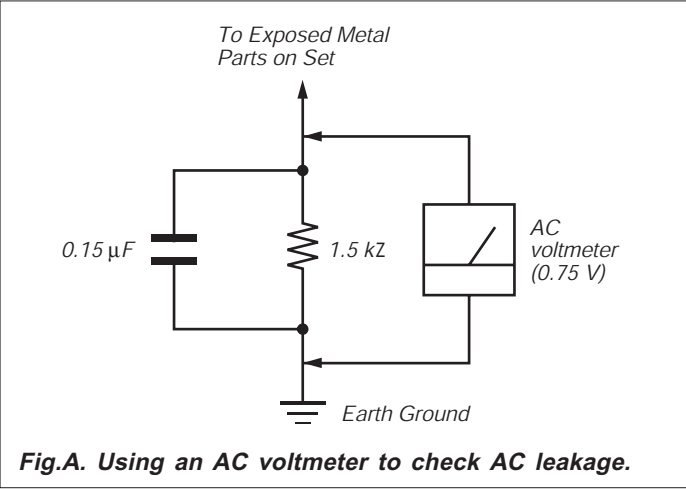 To Exposed Metal
Parts on Set
0.15 μF
1.5 kZ
AC
voltmeter
(0.75 V)
Earth Ground
Fig.A. Using an AC voltmeter to check AC leakage.